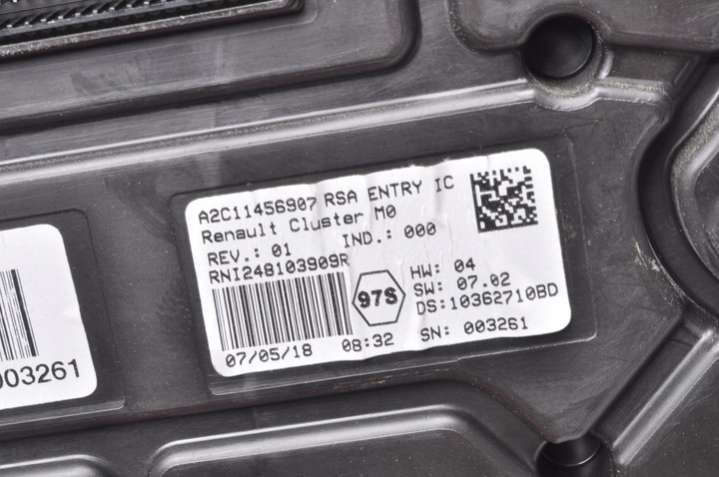 A2C11456907 RSA ENTRY IC
Renault Cluster M0
REV.: 01 IND.: 000
RNI248103909R
97S
HW: 04
SW: 07.02
DS:10362710BD
07/05/18 08:32 SN: 003261
003261